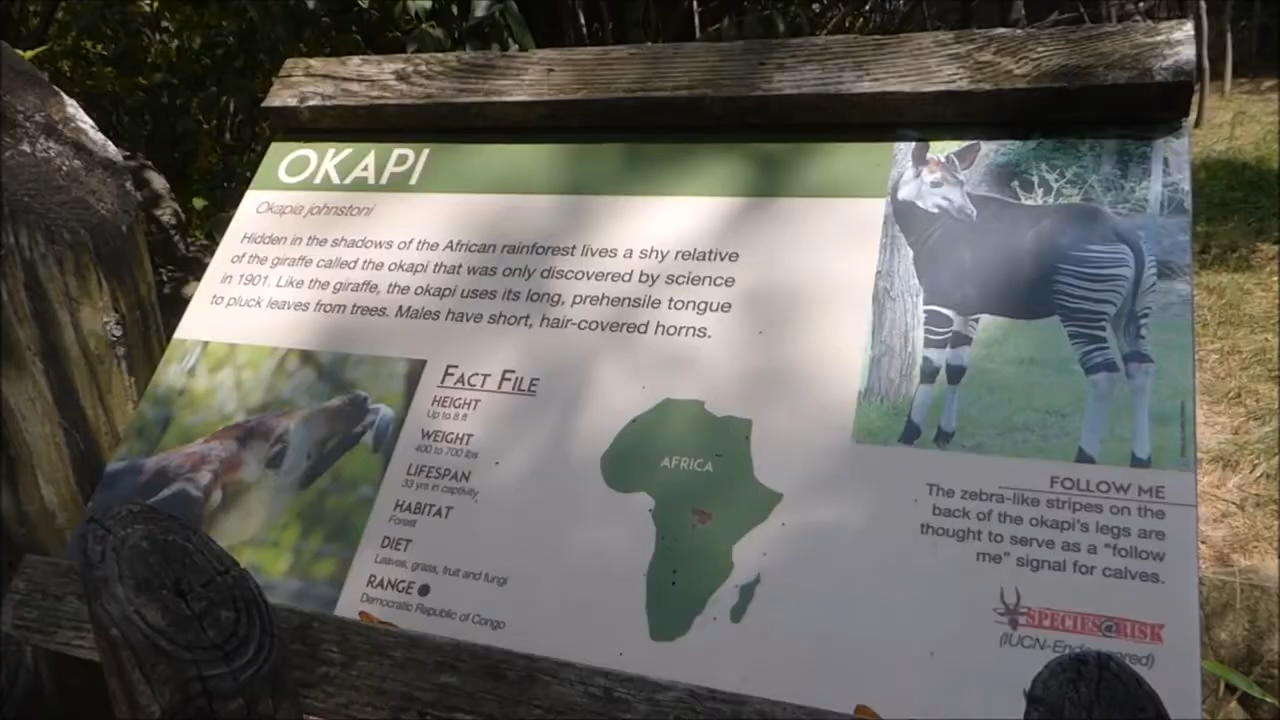 OKAPI
Okapia johnstoni
Hidden in the shadows of the African rainforest lives a shy relative
of the giraffe called the okapi that was only discovered by science
in 1901. Like the giraffe, the okapi uses its long, prehensile tongue
to pluck leaves from trees. Males have short, hair-covered horns.
FACT FILE
HEIGHT
Up to 8 ft
WEIGHT
400 to 700 lbs
LIFESPAN
33 yrs in captivity
HABITAT
Forest
DIET
Leaves, grass, fruit and fungi
RANGE
Democratic Republic of Congo
AFRICA
FOLLOW ME
The zebra-like stripes on the
back of the okapi's legs are
thought to serve as a "follow
me" signal for calves.
SPECIES@RISK
(IUCN-Endangered)